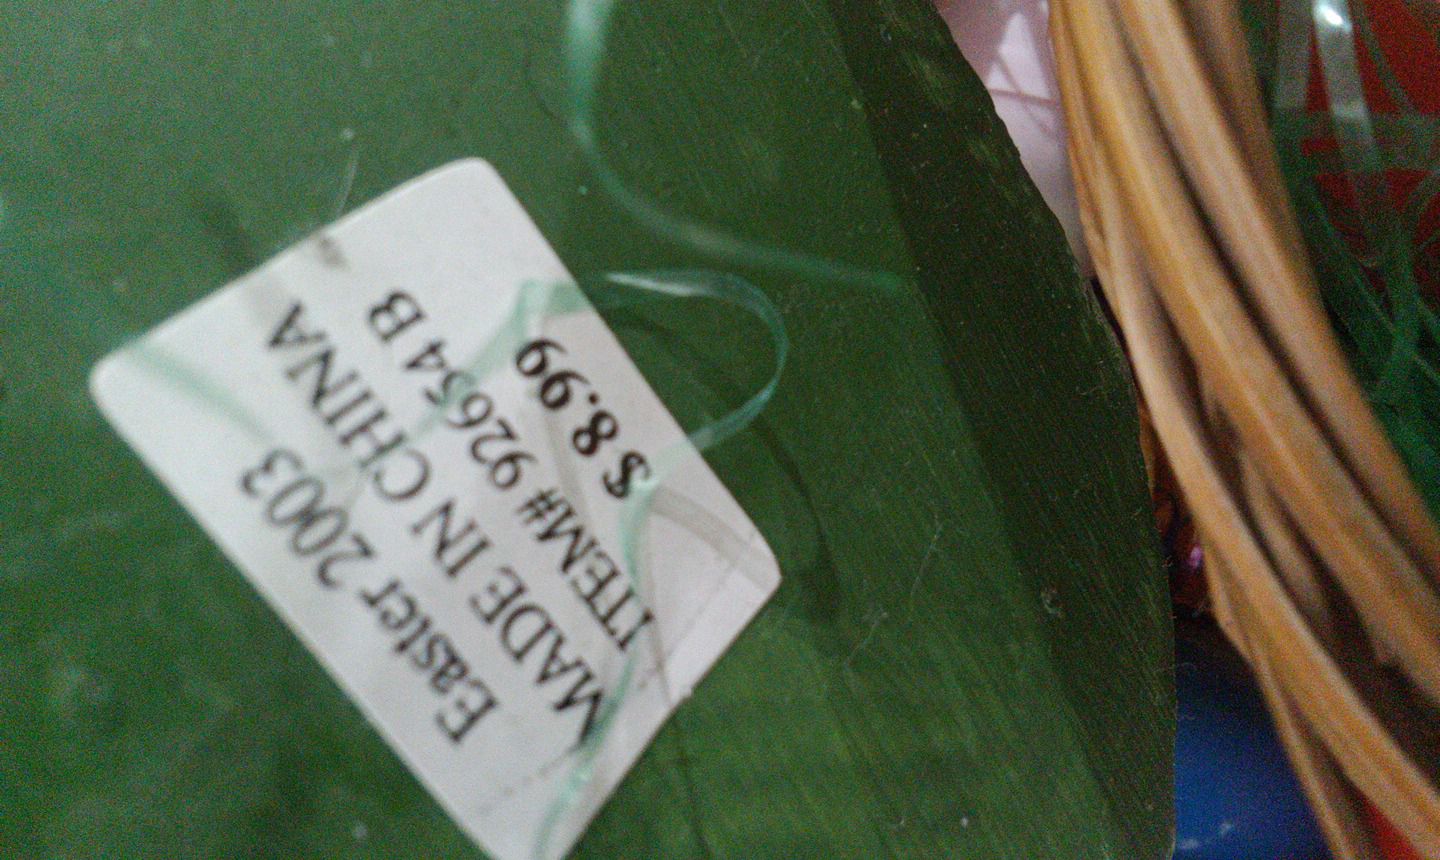 Easter 2003
MADE IN CHINA
ITEM# 92654 B
$ 8.99